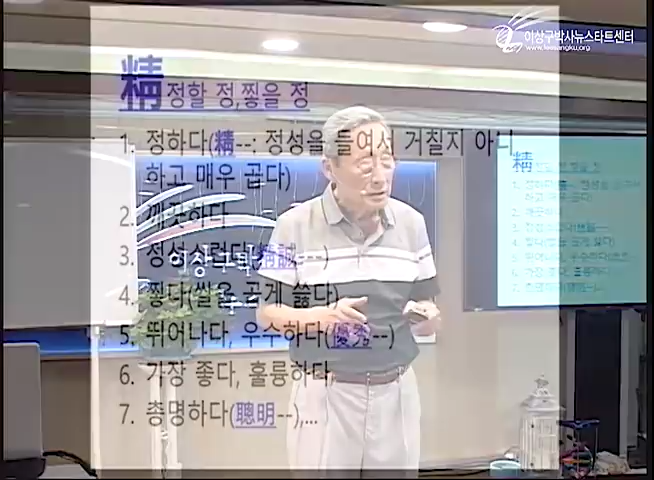 이상구박사뉴스타트센터
www.leesangku.org
精 정할 정,찧을 정
1. 정하다(精--: 정성을 들여서 거칠지 아니
하고 매우 곱다)
2. 깨끗하다
3. 정성스럽다(精誠--)
4. 찧다(쌀을 곱게 쓿다)
5. 뛰어나다, 우수하다(優秀--)
6. 가장 좋다, 훌륭하다
7. 총명하다(聰明--),...
이상구박